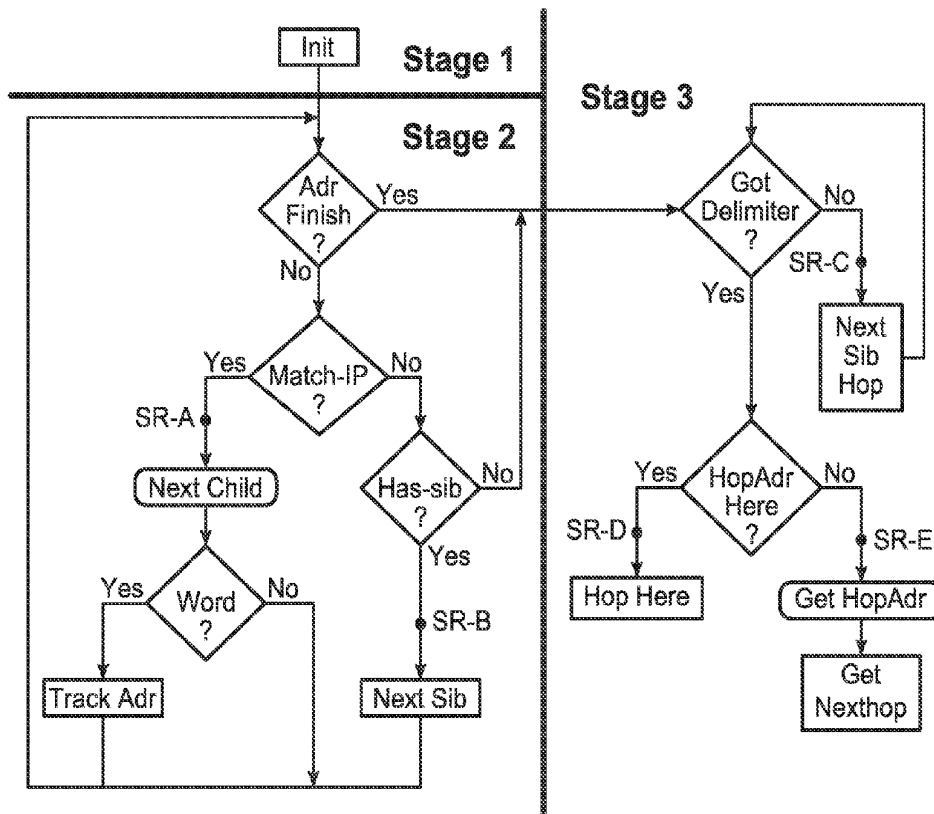 Init
Stage 1
Stage 2
Adr
Finish
?
Yes
No
Match-IP
?
Yes
No
SR-A
Next Child
Has-sib
?
No
Yes
Word
?
Yes
No
SR-B
Track Adr
Next Sib
Stage 3
Got
Delimiter
?
No
Yes
SR-C
Next
Sib
Hop
HopAdr
Here
?
Yes
No
SR-D
SR-E
Hop Here
Get HopAdr
Get
Nexthop